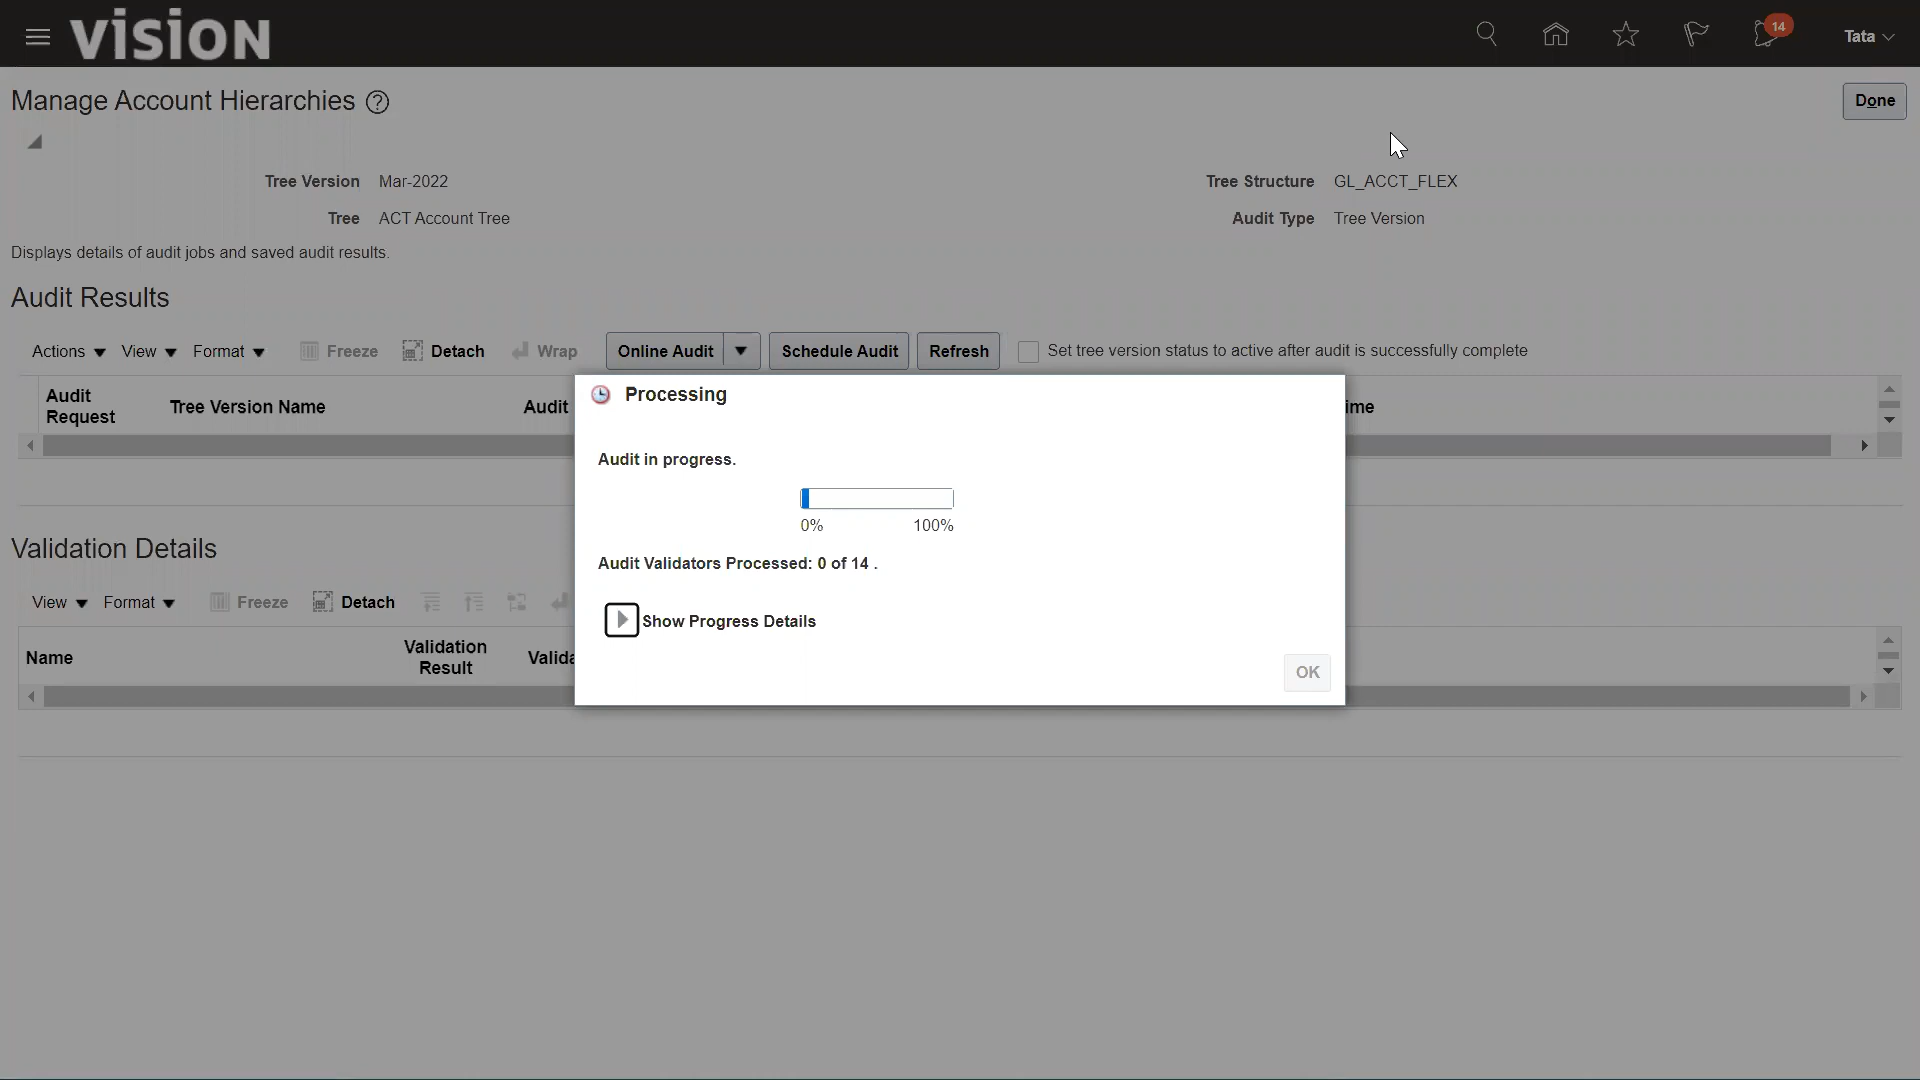 vision
14
Tata
Manage Account Hierarchies
Done
Tree Version Mar-2022
Tree Structure GL_ACCT_FLEX
Tree ACT Account Tree
Audit Type Tree Version
Displays details of audit jobs and saved audit results.
Audit Results
Actions View Format Freeze Detach Wrap Online Audit Schedule Audit Refresh Set tree version status to active after audit is successfully complete
Audit
Request
Tree Version Name
Audit
ime
Processing
Audit in progress.
0% 100%
Audit Validators Processed: 0 of 14 .
Show Progress Details
OK
Validation Details
View Format Freeze Detach
Name
Validation
Result
Valida